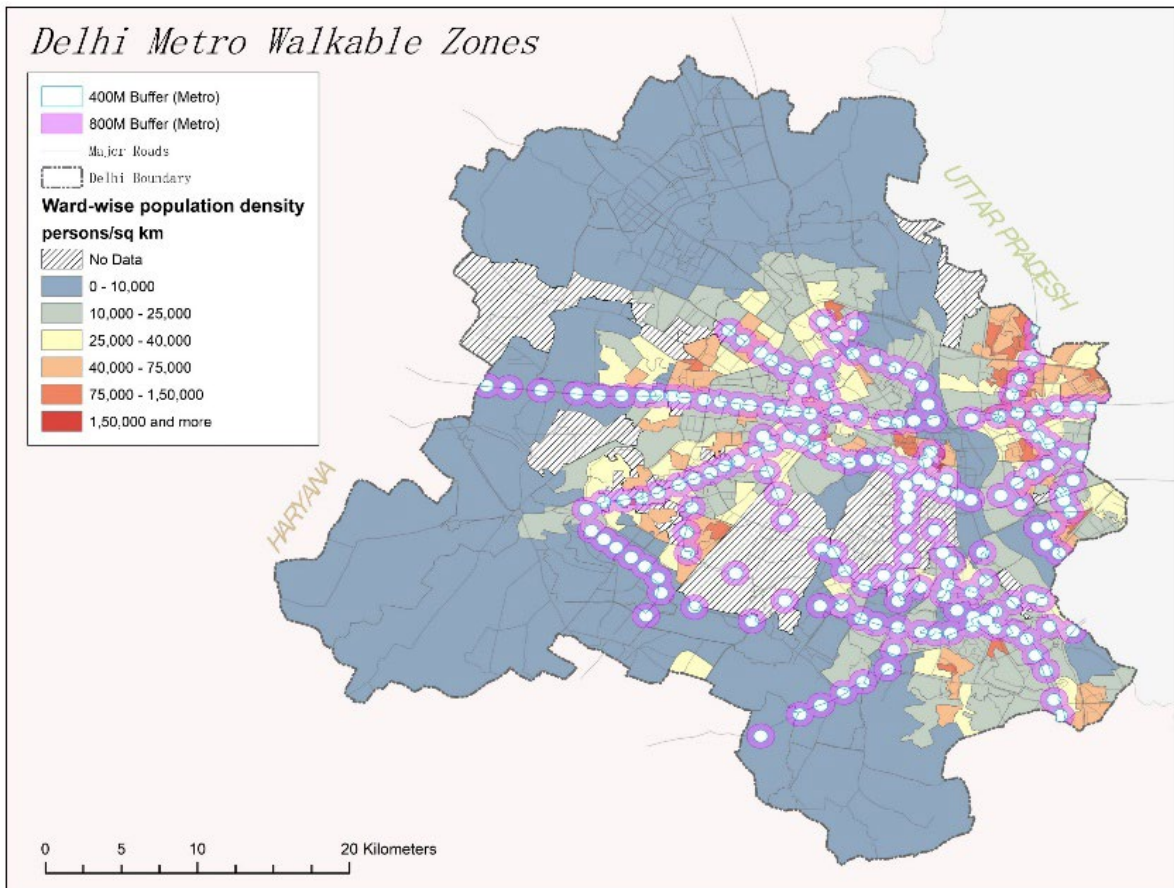 Delhi Metro Walkable Zones
400M Buffer (Metro)
800M Buffer (Metro)
Major Roads
Delhi Boundary
Ward-wise population density
persons/sq km
No Data
0 - 10,000
10,000 - 25,000
25,000 - 40,000
40,000 - 75,000
75,000 - 1,50,000
1,50,000 and more
UTTAR PRADESH
HARYANA
0 5 10 20 Kilometers